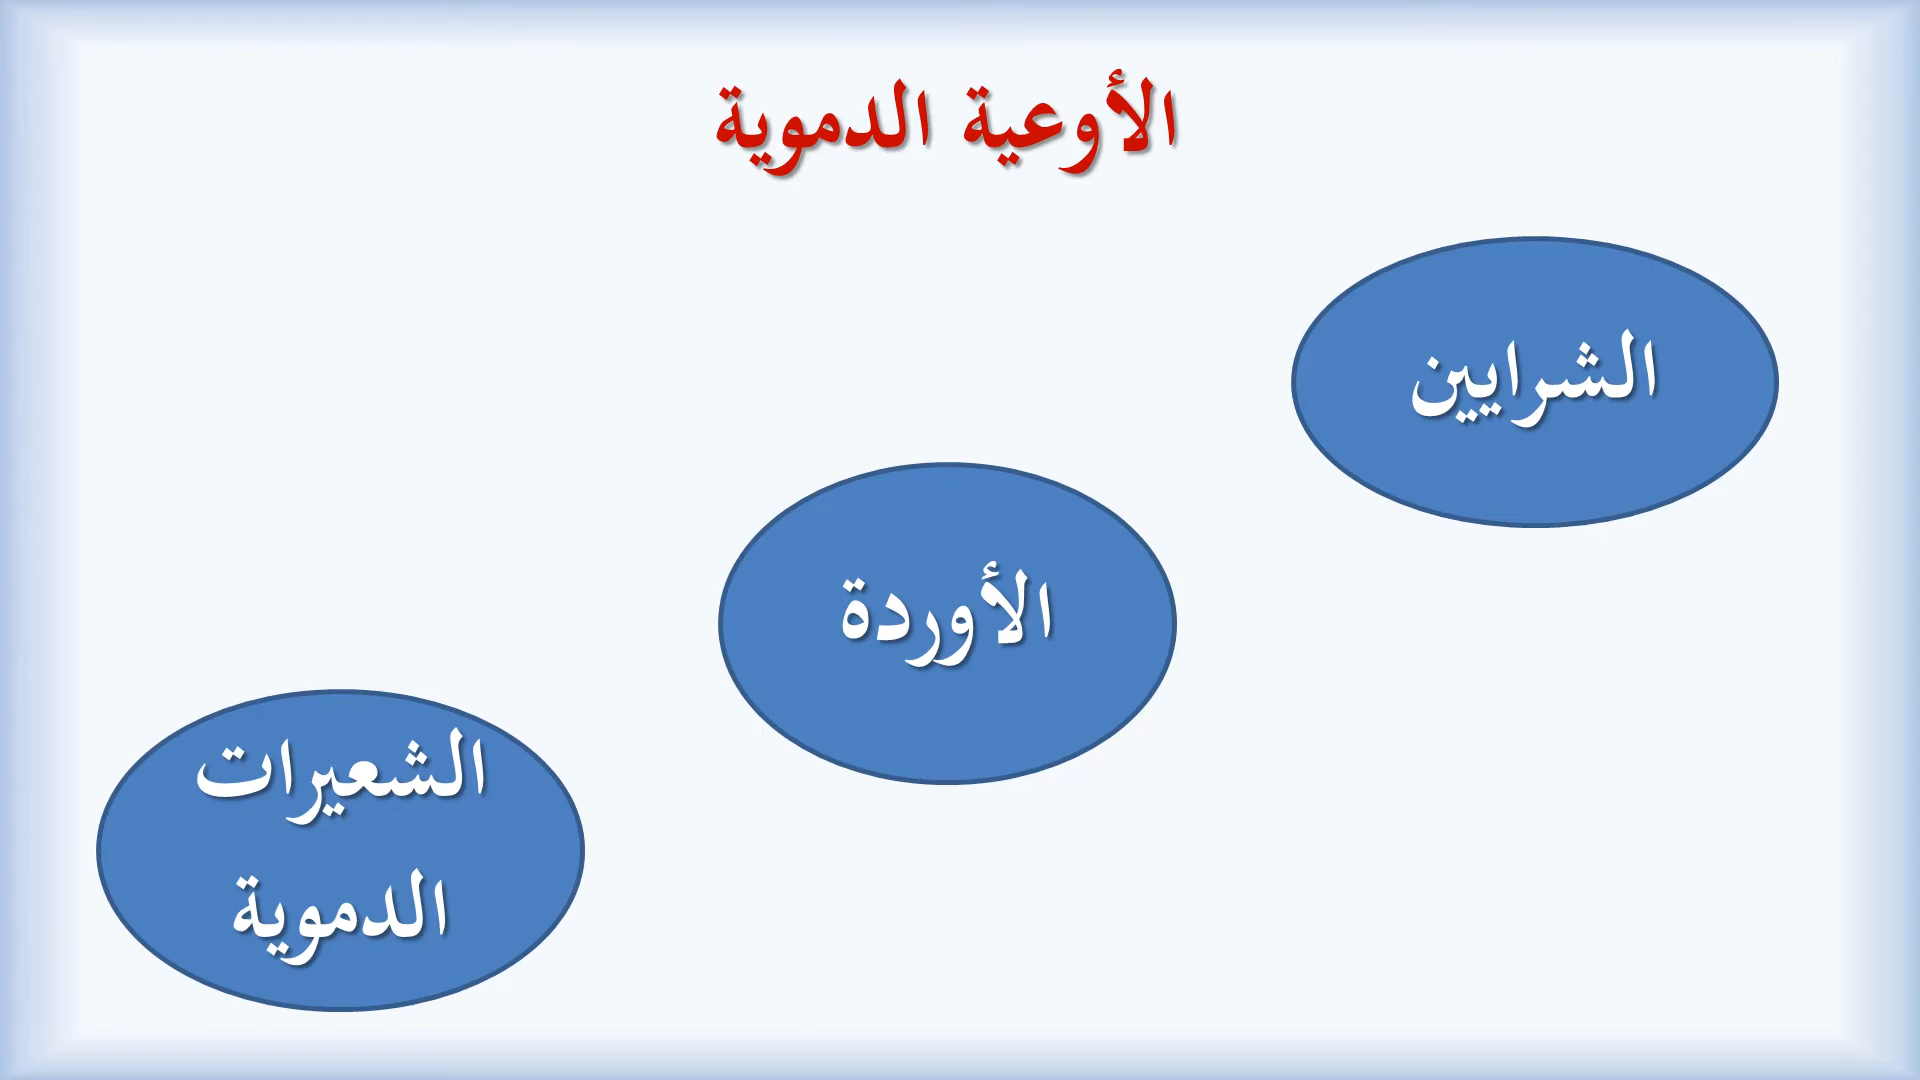 الأوعية الدموية
الشرايين
الأوردة
الشعيرات
الدموية